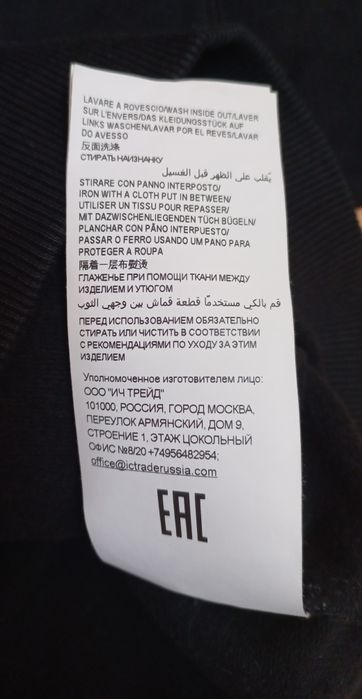 LAVARE A ROVESCIO/WASH INSIDE OUT/LAVER
SUR L'ENVERS/DAS KLEIDUNGSSTÜCK AUF
LINKS WASCHEN/LAVAR POR EL REVES/LAVAR
DO AVESSO
反面洗涤
СТИРАТЬ НАИЗНАНКУ
يُقلب على الظهر قبل الغسيل
STIRARE CON PANNO INTERPOSTO/
IRON WITH A CLOTH PUT IN BETWEEN/
UTILISER UN TISSU POUR REPASSER/
MIT DAZWISCHENLIEGENDEN TÜCH BÜGELN/
PLANCHAR CON PÃNO INTERPUESTO/
PASSAR O FERRO USANDO UM PANO PARA
PROTEGER A ROUPA
隔着一层布熨烫
ГЛАЖЕНЬЕ ПРИ ПОМОЩИ ТКАНИ МЕЖДУ
ИЗДЕЛИЕМ И УТЮГОМ
قم بالكي مستخدمًا قطعة قماش بين وجهي الثوب
ПЕРЕД ИСПОЛЬЗОВАНИЕМ ОБЯЗАТЕЛЬНО
СТИРАТЬ ИЛИ ЧИСТИТЬ В СООТВЕТСТВИИ
С РЕКОМЕНДАЦИЯМИ ПО УХОДУ ЗА ЭТИМ
ИЗДЕЛИЕМ
Уполномоченное изготовителем лицо:
ООО "ИЧ ТРЕЙД"
101000, РОССИЯ, ГОРОД МОСКВА,
ПЕРЕУЛОК АРМЯНСКИЙ, ДОМ 9,
СТРОЕНИЕ 1, ЭТАЖ ЦОКОЛЬНЫЙ
ОФИС №8/20 +74956482954;
office@ictraderussia.com
EAC